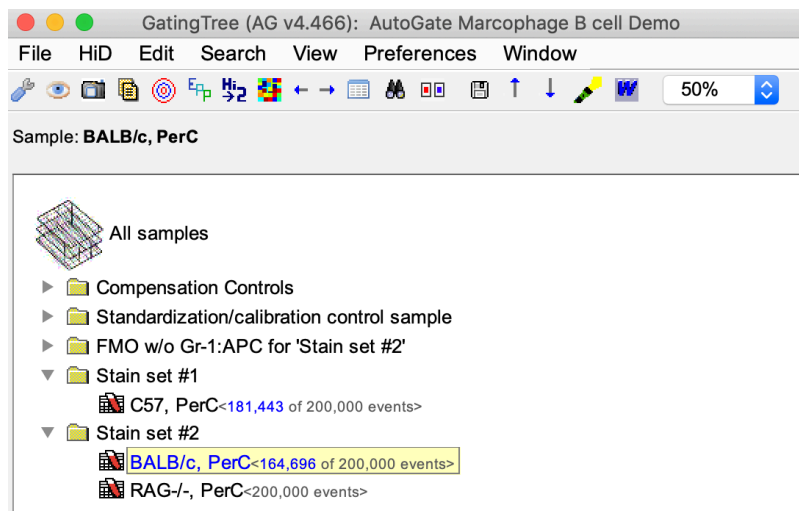 GatingTree (AG v4.466): AutoGate Marcophage B cell Demo
File HiD Edit Search View Preferences Window
Epp Hi->2 W 50%
Sample: BALB/c, PerC
All samples
Compensation Controls
Standardization/calibration control sample
FMO w/o Gr-1:APC for 'Stain set #2'
Stain set #1
C57, PerC<181,443 of 200,000 events>
Stain set #2
BALB/c, PerC<164,696 of 200,000 events>
RAG-/-, PerC<200,000 events>